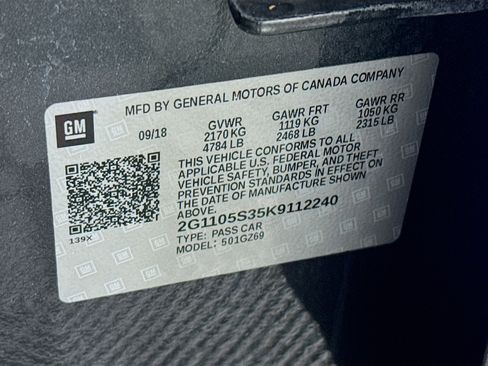 MFD BY GENERAL MOTORS OF CANADA COMPANY
GM
09/18
GVWR
2170 KG
4784 LB
GAWR FRT
1119 KG
2468 LB
GAWR RR
1050 KG
2315 LB
THIS VEHICLE CONFORMS TO ALL
APPLICABLE U.S. FEDERAL MOTOR
VEHICLE SAFETY, BUMPER, AND THEFT
PREVENTION STANDARDS IN EFFECT ON
THE DATE OF MANUFACTURE SHOWN
ABOVE.
2G1105S35K9112240
TYPE: PASS CAR
MODEL: 501GZ69
139X